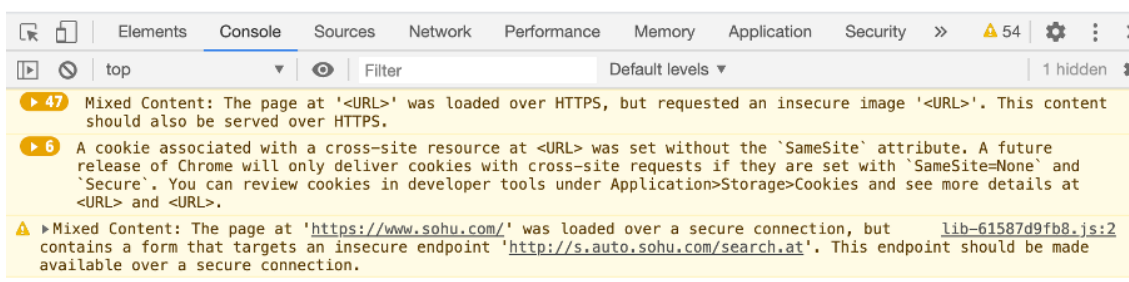 Elements Console Sources Network Performance Memory Application Security » 54
top Filter Default levels 1 hidden
47 Mixed Content: The page at '<URL>' was loaded over HTTPS, but requested an insecure image '<URL>'. This content
should also be served over HTTPS.
6 A cookie associated with a cross-site resource at <URL> was set without the `SameSite` attribute. A future
release of Chrome will only deliver cookies with cross-site requests if they are set with `SameSite=None` and
`Secure`. You can review cookies in developer tools under Application>Storage>Cookies and see more details at
<URL> and <URL>.
Mixed Content: The page at 'https://www.sohu.com/' was loaded over a secure connection, but lib-61587d9fb8.js:2
contains a form that targets an insecure endpoint 'http://s.auto.sohu.com/search.at'. This endpoint should be made
available over a secure connection.